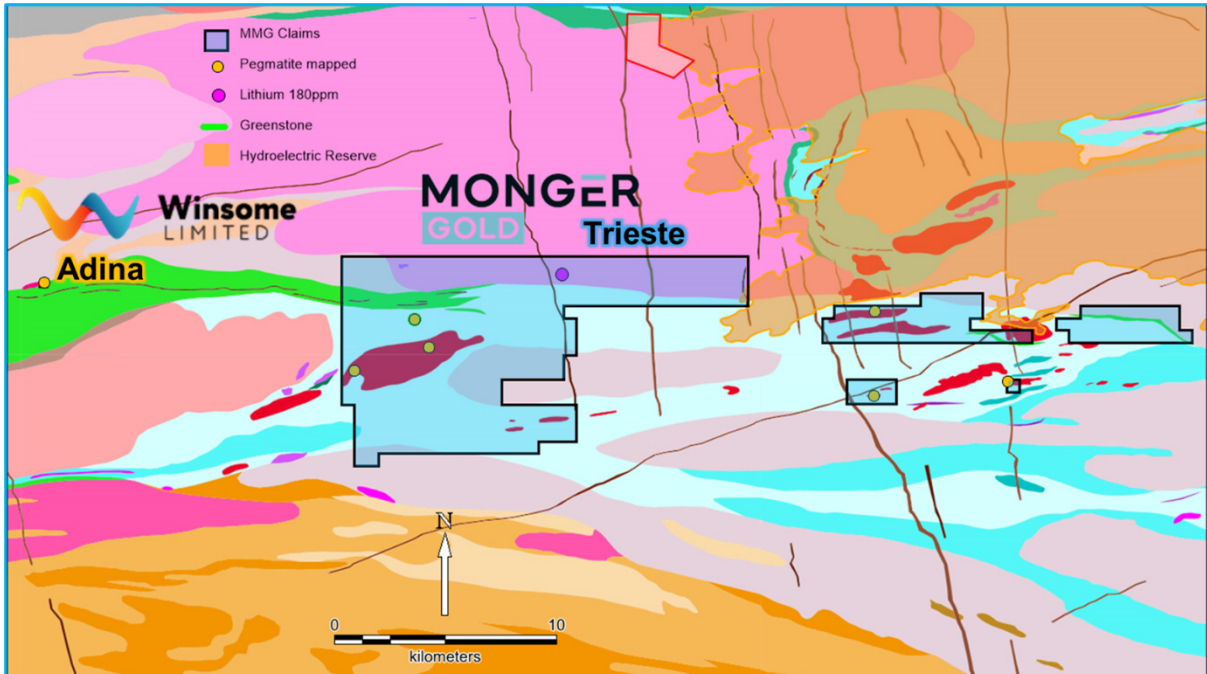 MMG Claims
Pegmatite mapped
Lithium 180ppm
Greenstone
Hydroelectric Reserve
Winsome
LIMITED
MONGER
GOLD
Trieste
Adina
N
0 10
kilometers